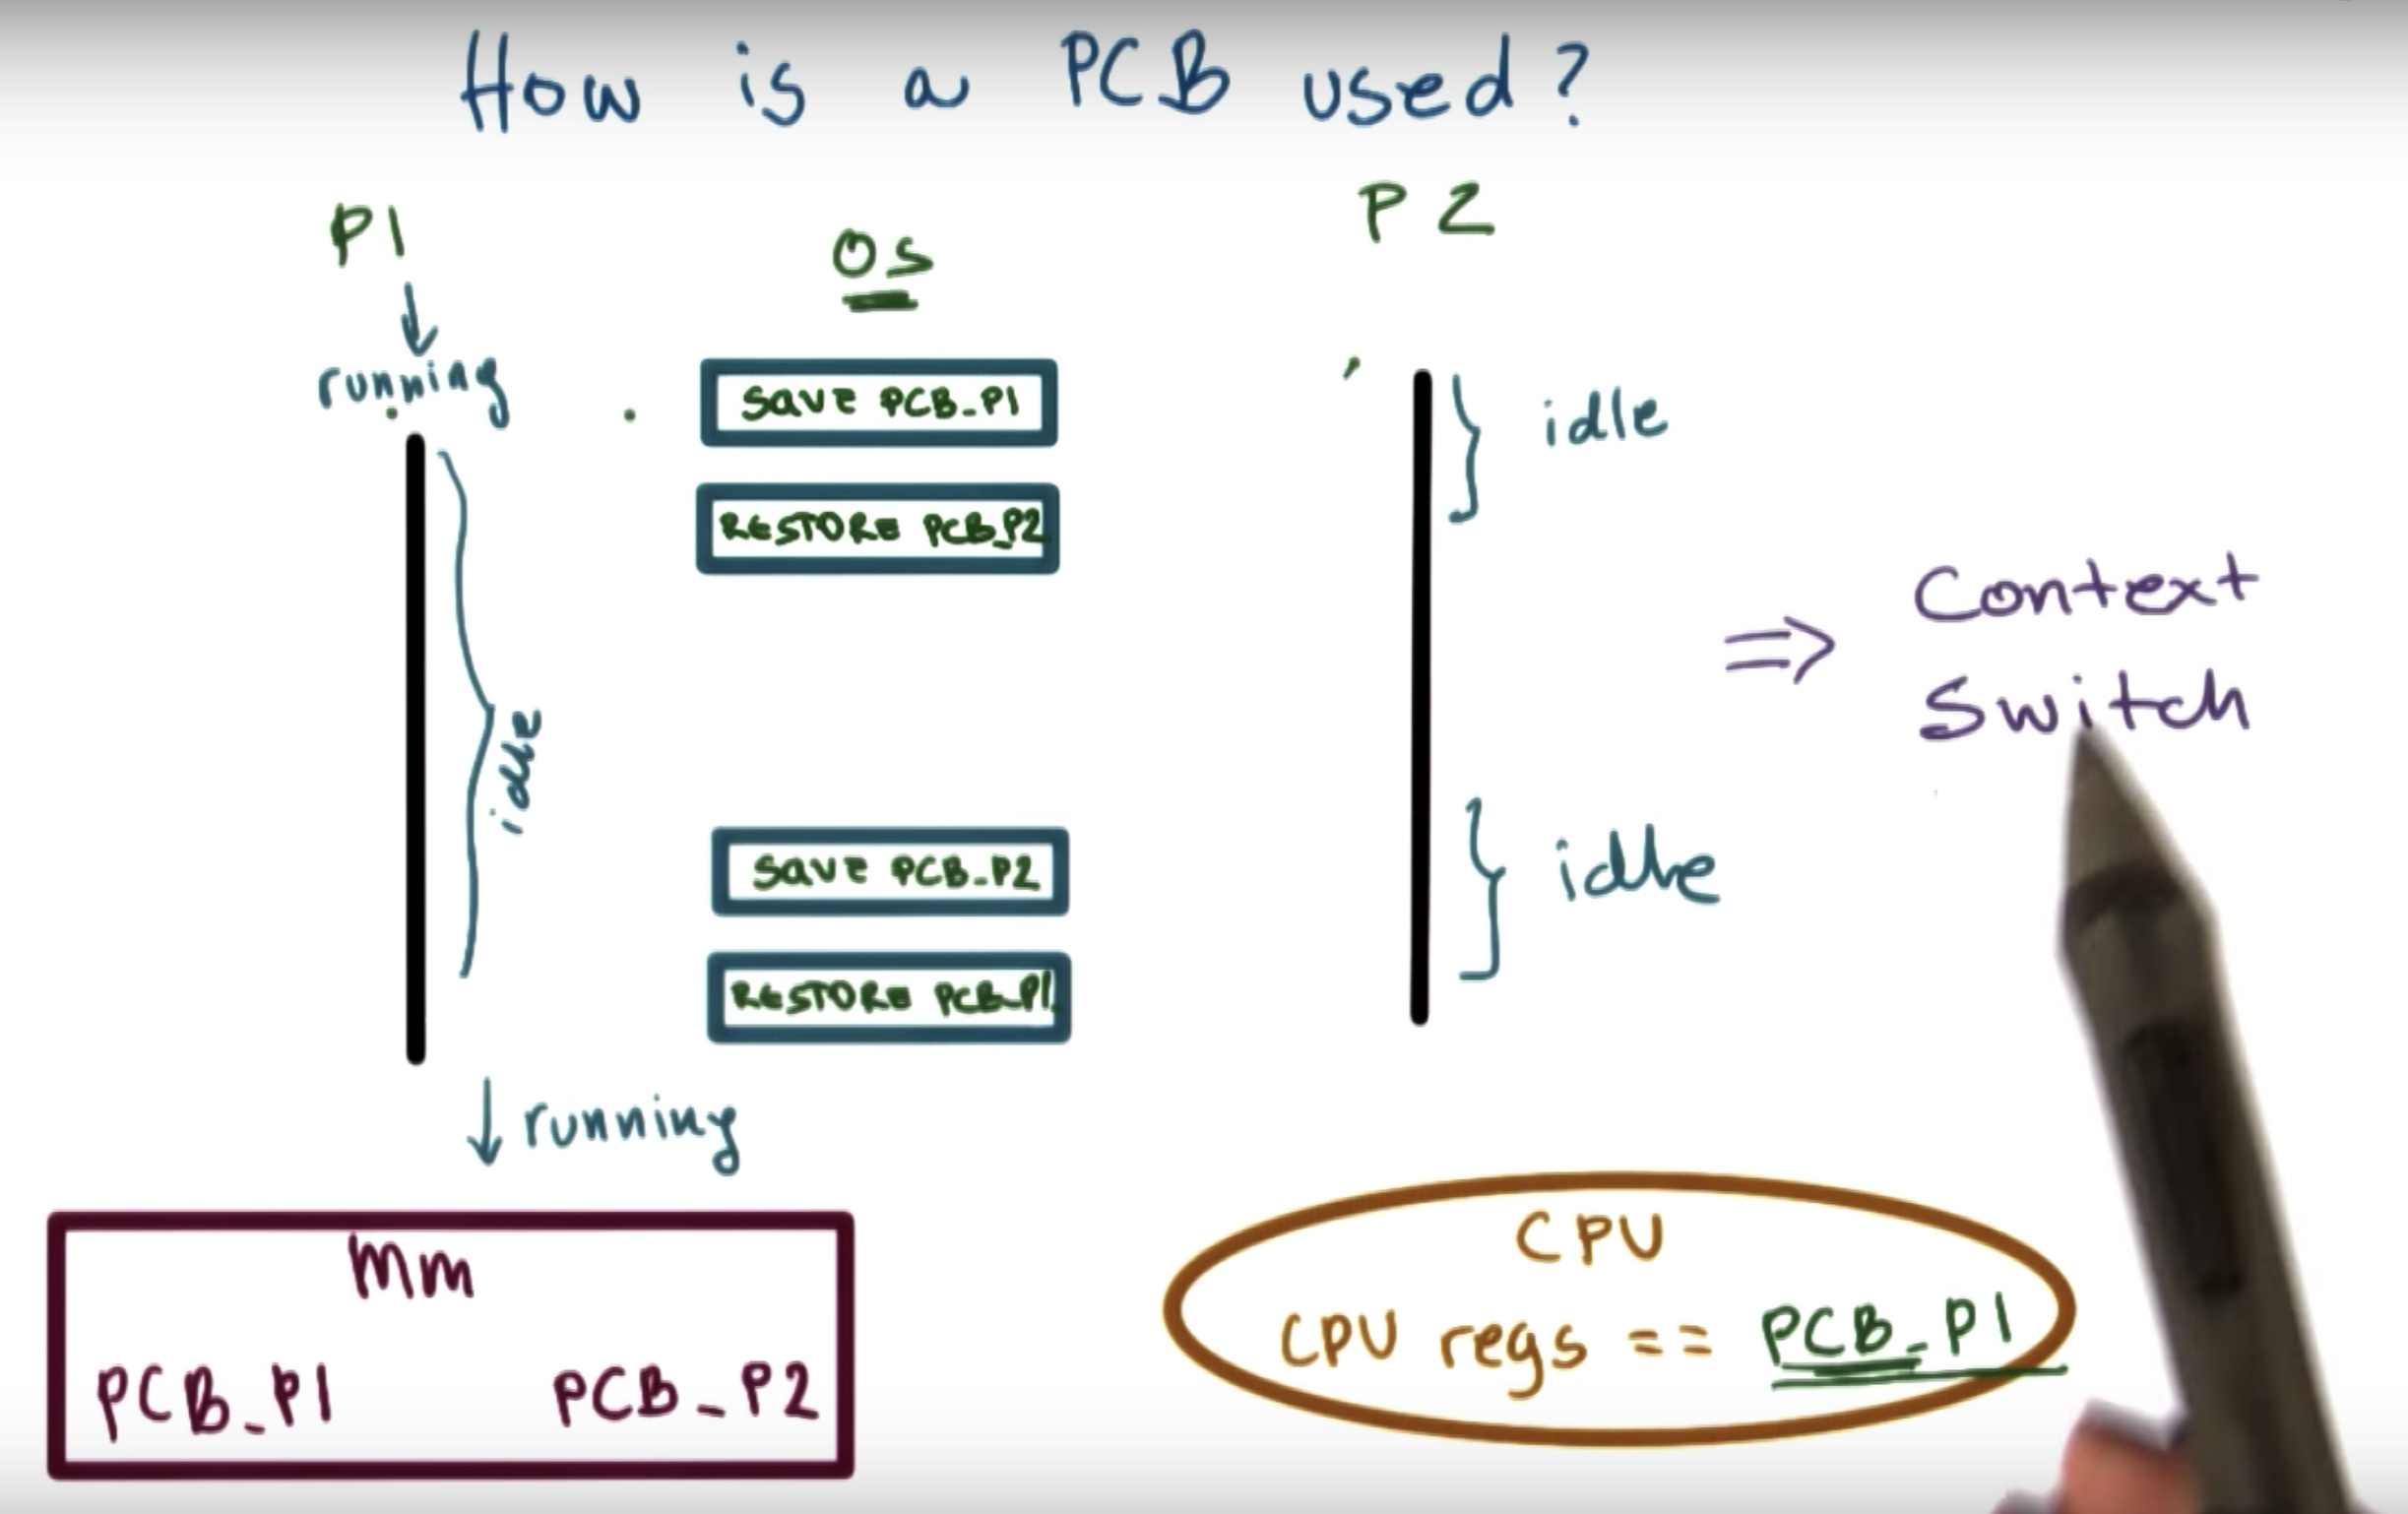 How is a PCB used?
P1
OS
P2
running
SAVE PCB_P1
idle
RESTORE PCB_P2
Context
Switch
idle
SAVE PCB_P2
idle
RESTORE PCB_P1
running
mm
PCB_P1 PCB_P2
CPU
CPU regs == PCB_P1